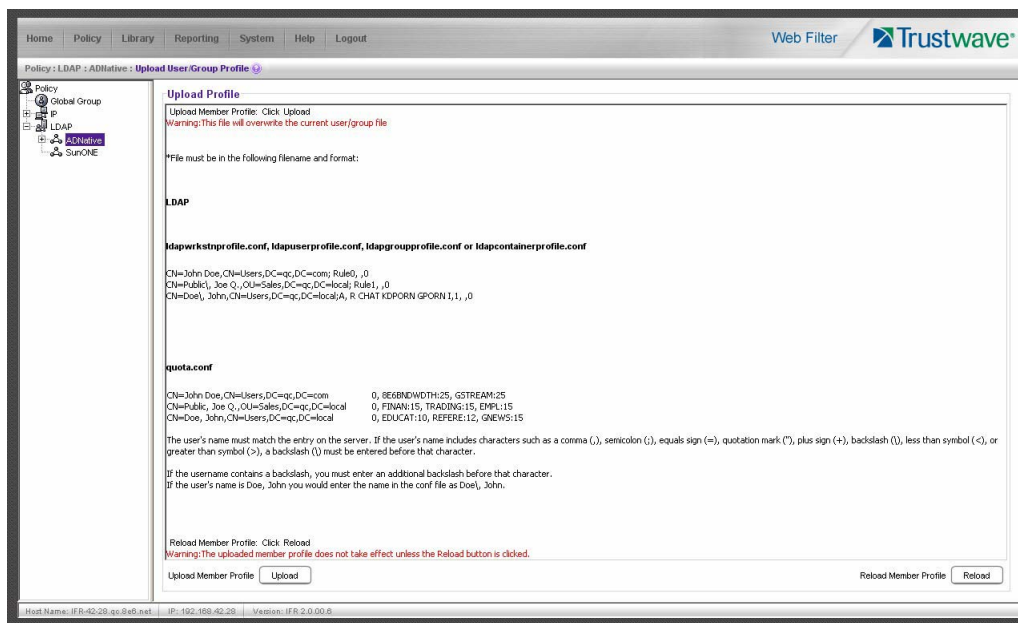 Home Policy Library Reporting System Help Logout
Web Filter Trustwave®
Policy : LDAP : ADNative : Upload User/Group Profile
Policy
Global Group
IP
LDAP
ADNative
SunONE
Upload Profile
Upload Member Profile: Click Upload
Warning:This file will overwrite the current user/group file
*File must be in the following filename and format:
LDAP
ldapwrkstnprofile.conf, ldapuserprofile.conf, ldapgroupprofile.conf or ldapcontainerprofile.conf
CN=John Doe,CN=Users,DC=qc,DC=com; Rule0, ,0
CN=Public\, Joe Q.,OU=Sales,DC=qc,DC=local; Rule1, ,0
CN=Doe\, John,CN=Users,DC=qc,DC=local;A, R CHAT KDPORN GPORN I,1, ,0
quota.conf
CN=John Doe,CN=Users,DC=qc,DC=com 0, 8E6BNDWDTH:25, GSTREAM:25
CN=Public, Joe Q.,OU=Sales,DC=qc,DC=local 0, FINAN:15, TRADING:15, EMPL:15
CN=Doe, John,CN=Users,DC=qc,DC=local 0, EDUCAT:10, REFERE:12, GNEWS:15
The user's name must match the entry on the server. If the user's name includes characters such as a comma (,), semicolon (;), equals sign (=), quotation mark ("), plus sign (+), backslash (\), less than symbol (<), or
greater than symbol (>), a backslash (\) must be entered before that character.
If the username contains a backslash, you must enter an additional backslash before that character.
If the user's name is Doe, John you would enter the name in the conf file as Doe\, John.
Reload Member Profile: Click Reload
Warning:The uploaded member profile does not take effect unless the Reload button is clicked.
Upload Member Profile Upload Reload Member Profile Reload
Host Name: IFR-42-28.qc.8e6.net IP: 192.168.42.28 Version: IFR 2.0.00.6